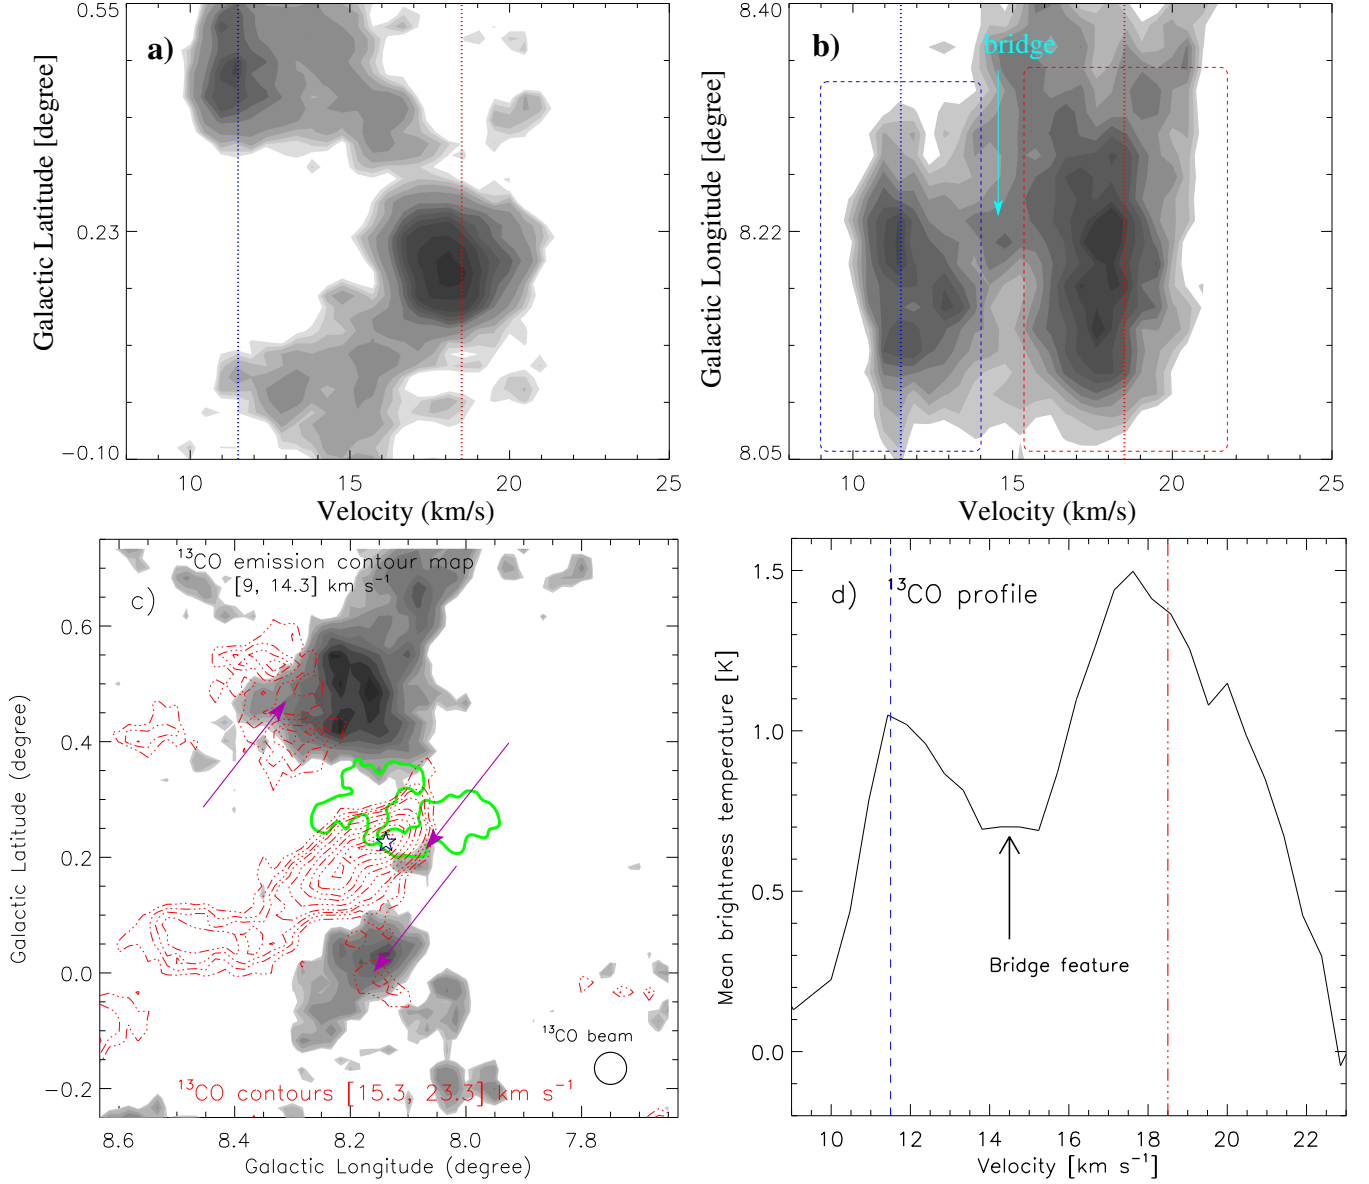 0.55
0.23
−0.10
Galactic Latitude [degree]
a)
10
15
20
25
Velocity (km/s)
8.40
8.22
8.05
Galactic Longitude [degree]
b)
bridge
10
15
20
25
Velocity (km/s)
¹³CO emission contour map
[9, 14.3] km s⁻¹
c)
0.6
0.4
0.2
0.0
−0.2
Galactic Latitude (degree)
¹³CO beam
¹³CO contours [15.3, 23.3] km s⁻¹
8.6
8.4
8.2
8.0
7.8
Galactic Longitude (degree)
d)
¹³CO profile
1.5
1.0
0.5
0.0
Mean brightness temperature [K]
Bridge feature
10
12
14
16
18
20
22
Velocity [km s⁻¹]